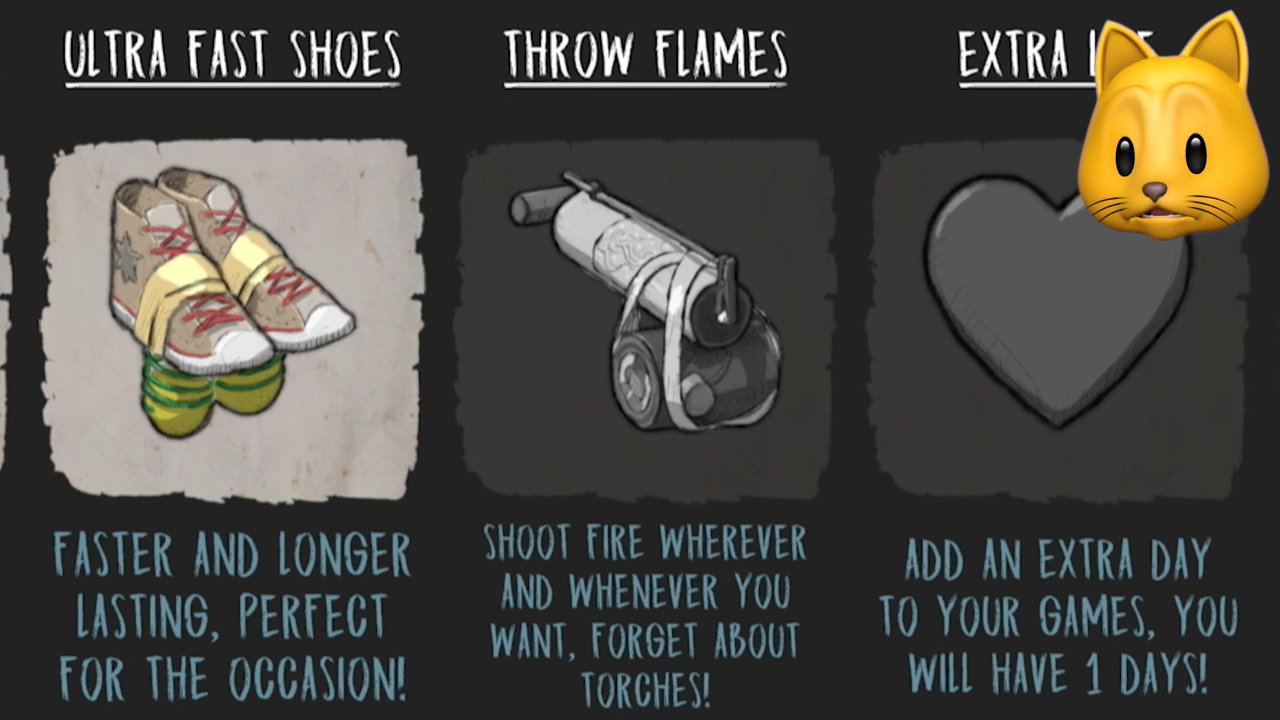 ULTRA FAST SHOES
FASTER AND LONGER
LASTING, PERFECT
FOR THE OCCASION!
THROW FLAMES
SHOOT FIRE WHEREVER
AND WHENEVER YOU
WANT, FORGET ABOUT
TORCHES!
EXTRA
ADD AN EXTRA DAY
TO YOUR GAMES, YOU
WILL HAVE 1 DAYS!